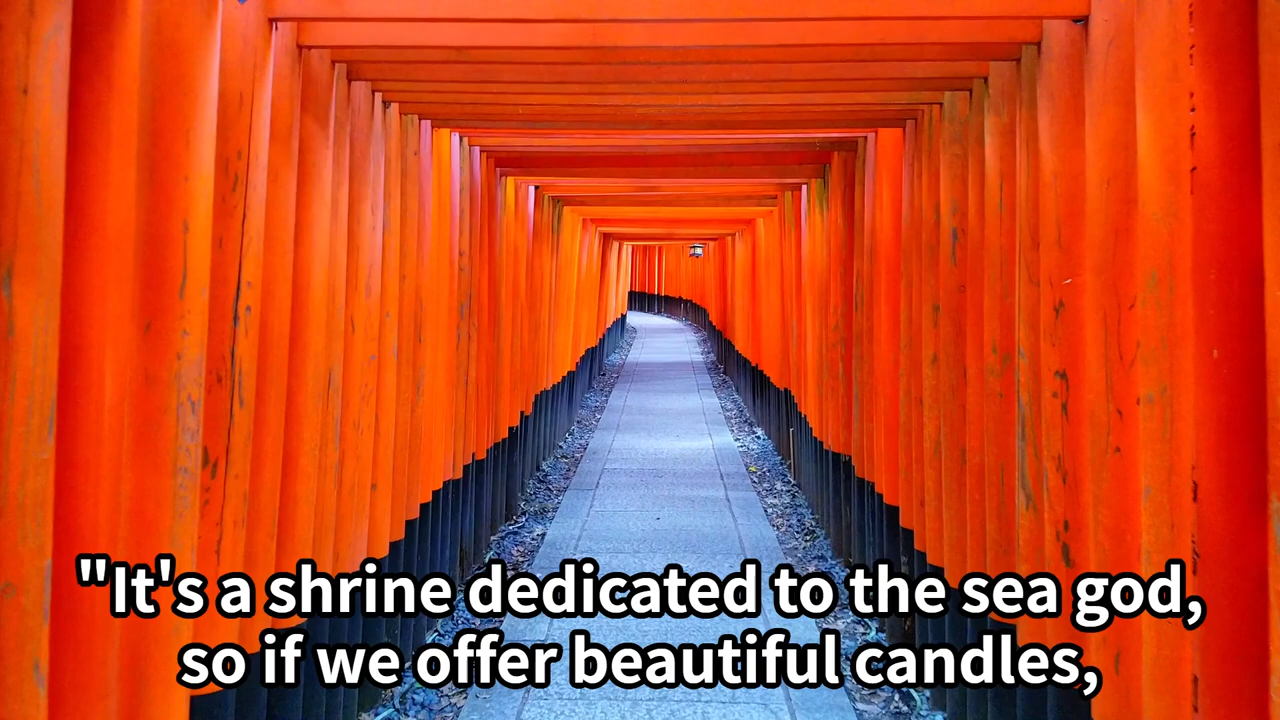 "It's a shrine dedicated to the sea god,
so if we offer beautiful candles,